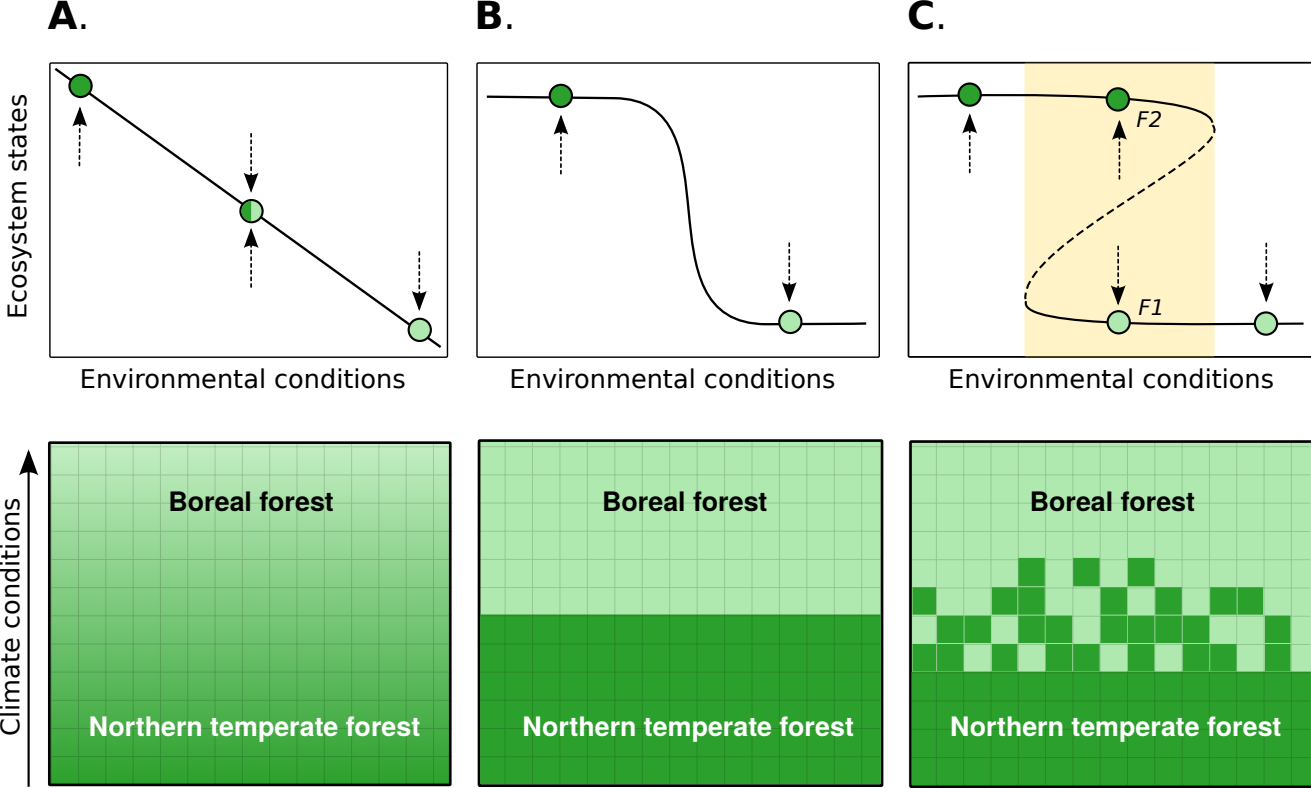 A.
B.
C.
Ecosystem states
F2
F1
Environmental conditions
Environmental conditions
Environmental conditions
Climate conditions
Boreal forest
Boreal forest
Boreal forest
Northern temperate forest
Northern temperate forest
Northern temperate forest